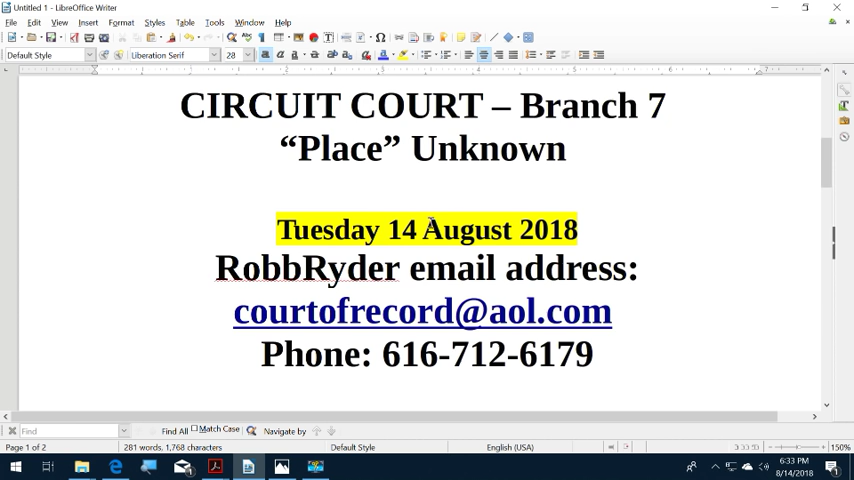 Untitled 1 - LibreOffice Writer
File Edit View Insert Format Styles Table Tools Window Help
Default Style Liberation Serif 28
CIRCUIT COURT – Branch 7
“Place” Unknown
Tuesday 14 August 2018
RobbRyder email address:
courtofrecord@aol.com
Phone: 616-712-6179
Find Find All Match Case Navigate by
Page 1 of 2 281 words, 1,768 characters Default Style English (USA) 150%
6:33 PM
8/14/2018